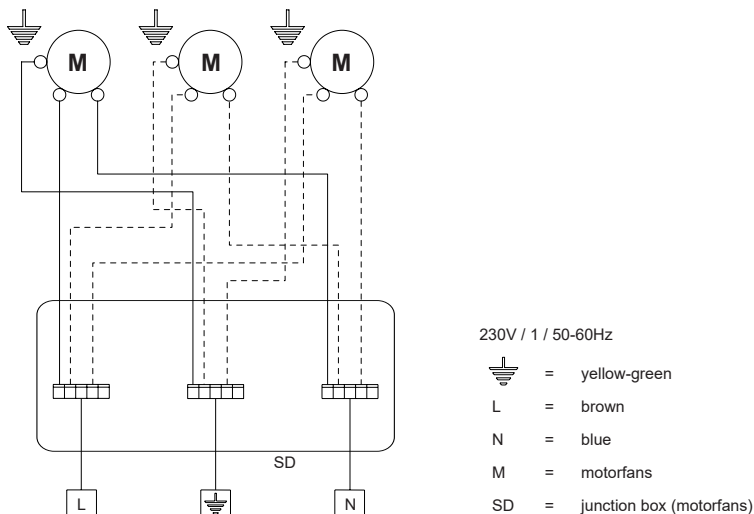 M M M
230V / 1 / 50-60Hz
= yellow-green
L = brown
N = blue
M = motorfans
SD = junction box (motorfans)
SD
L N